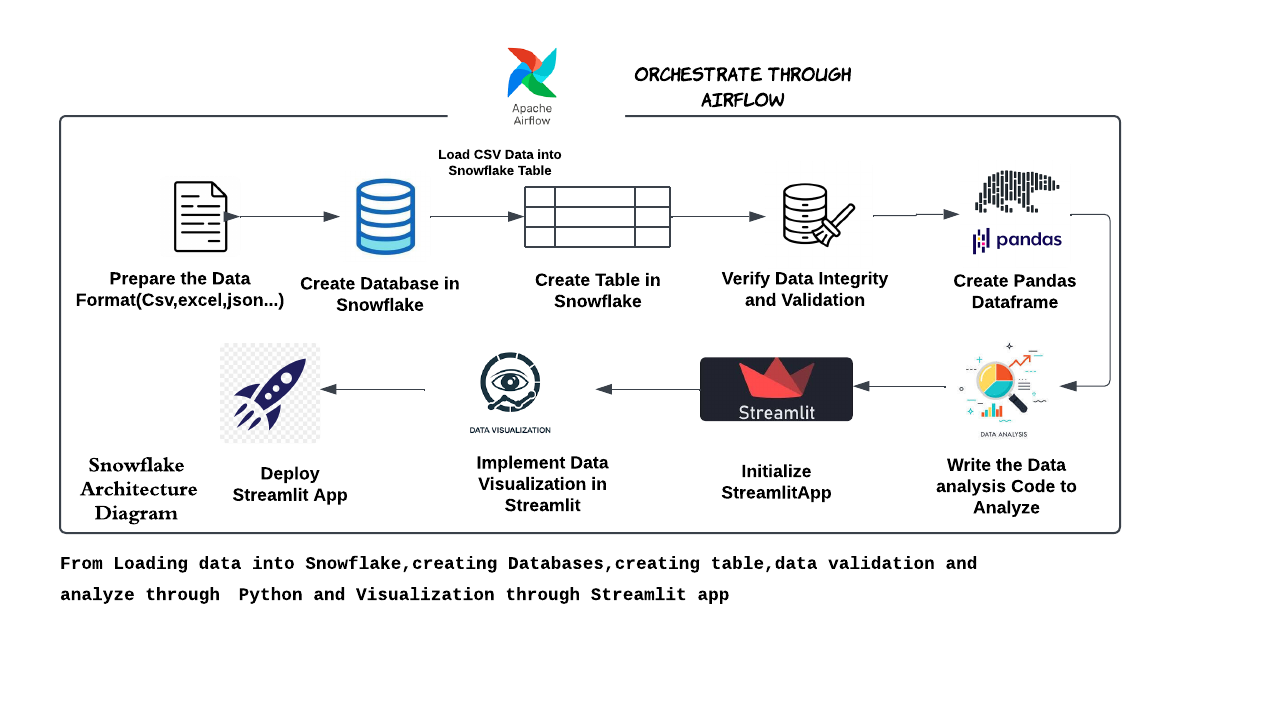 Apache
Airflow
ORCHESTRATE THROUGH
AIRFLOW
Load CSV Data into
Snowflake Table
Prepare the Data
Format(Csv,excel,json...)
Create Database in
Snowflake
Create Table in
Snowflake
Verify Data Integrity
and Validation
pandas
Create Pandas
Dataframe
Snowflake
Architecture
Diagram
Deploy
Streamlit App
DATA VISUALIZATION
Implement Data
Visualization in
Streamlit
Streamlit
Initialize
StreamlitApp
DATA ANALYSIS
Write the Data
analysis Code to
Analyze
From Loading data into Snowflake,creating Databases,creating table,data validation and
analyze through Python and Visualization through Streamlit app